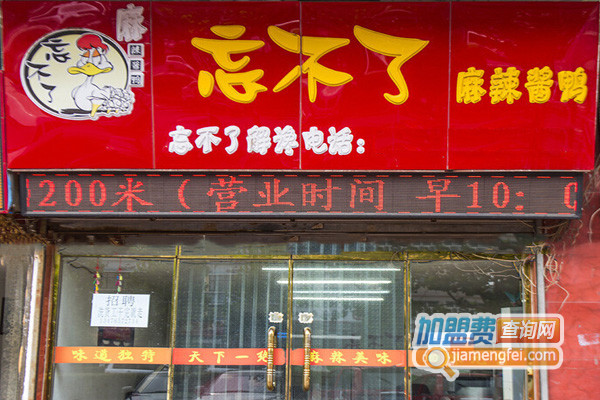 忘不了
麻
辣
酱
鸭
忘不了
麻辣酱鸭
忘不了解馋电话:
200米(营业时间 早10:0
招聘
味道独特
天下一绝
麻辣美味
加盟费查询网
jiamengfei.com